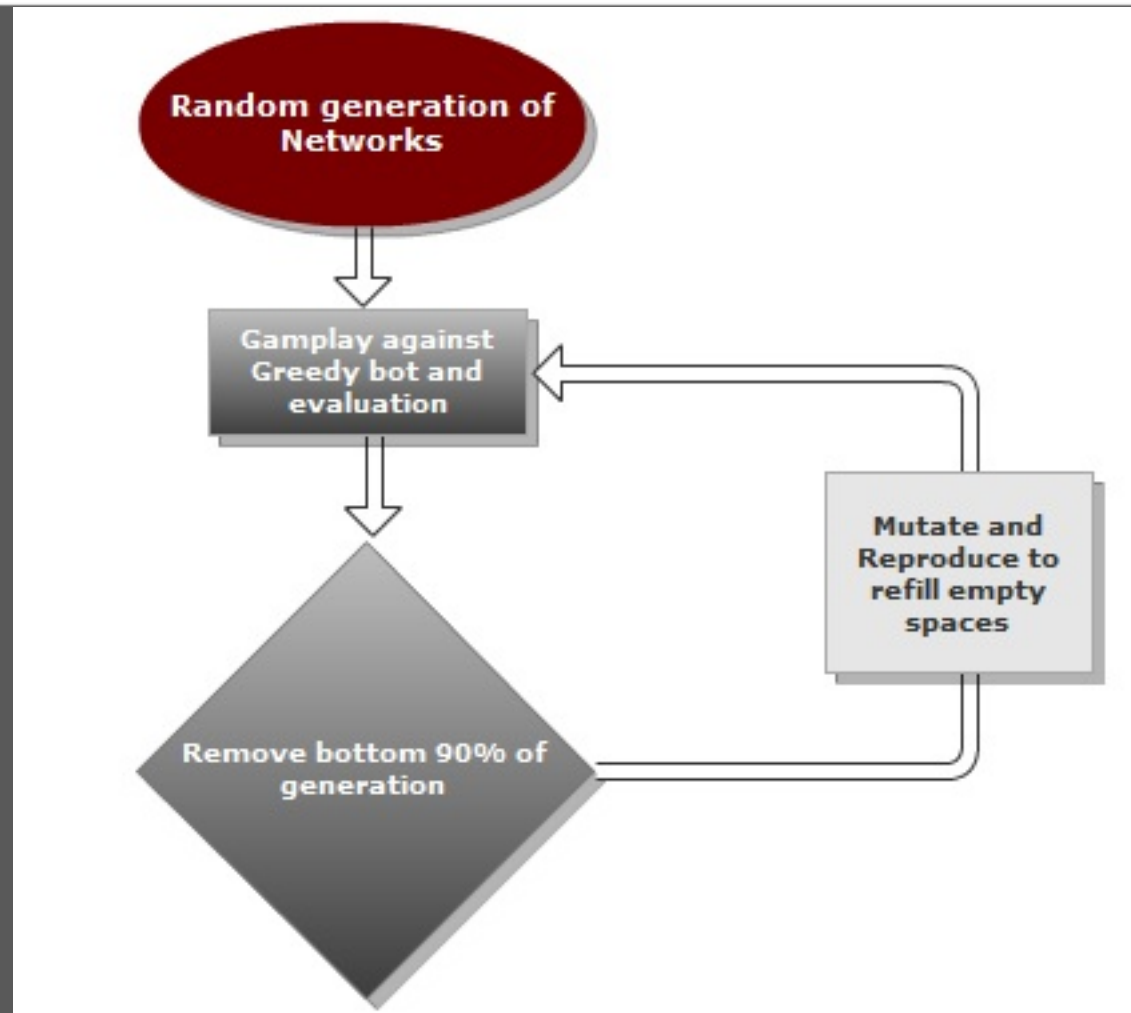 Random generation of
Networks
Gamplay against
Greedy bot and
evaluation
Mutate and
Reproduce to
refill empty
spaces
Remove bottom 90% of
generation